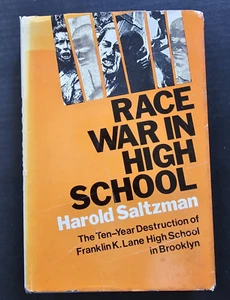 RACE
WAR IN
HIGH
SCHOOL
Harold Saltzman
The Ten-Year Destruction of
Franklin K. Lane High School
in Brooklyn